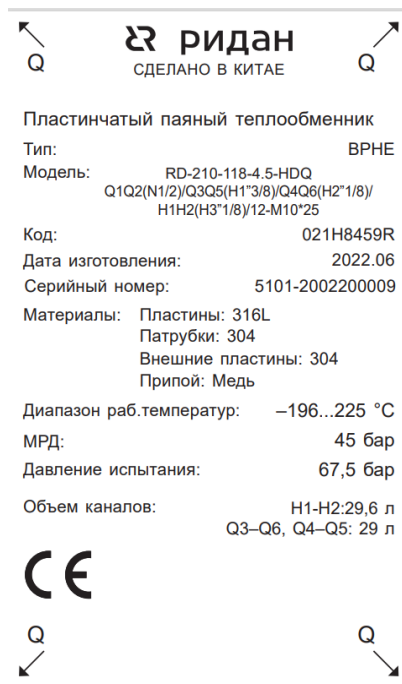 ридан
Q СДЕЛАНО В КИТАЕ Q
Пластинчатый паяный теплообменник
Тип: BPHE
Модель: RD-210-118-4.5-HDQ
Q1Q2(N1/2)/Q3Q5(H1"3/8)/Q4Q6(H2"1/8)/
H1H2(H3"1/8)/12-M10*25
Код: 021H8459R
Дата изготовления: 2022.06
Серийный номер: 5101-2002200009
Материалы: Пластины: 316L
Патрубки: 304
Внешние пластины: 304
Припой: Медь
Диапазон раб.температур: –196...225 °C
МРД: 45 бар
Давление испытания: 67,5 бар
Объем каналов: H1-H2:29,6 л
Q3–Q6, Q4–Q5: 29 л
CE
Q Q